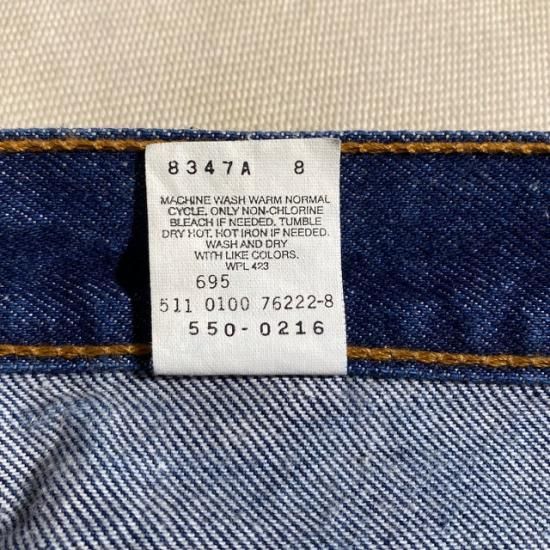 8347A 8
MACHINE WASH WARM NORMAL
CYCLE. ONLY NON-CHLORINE
BLEACH IF NEEDED. TUMBLE
DRY HOT. HOT IRON IF NEEDED.
WASH AND DRY
WITH LIKE COLORS.
WPL 423
695
511 0100 76222-8
550-0216